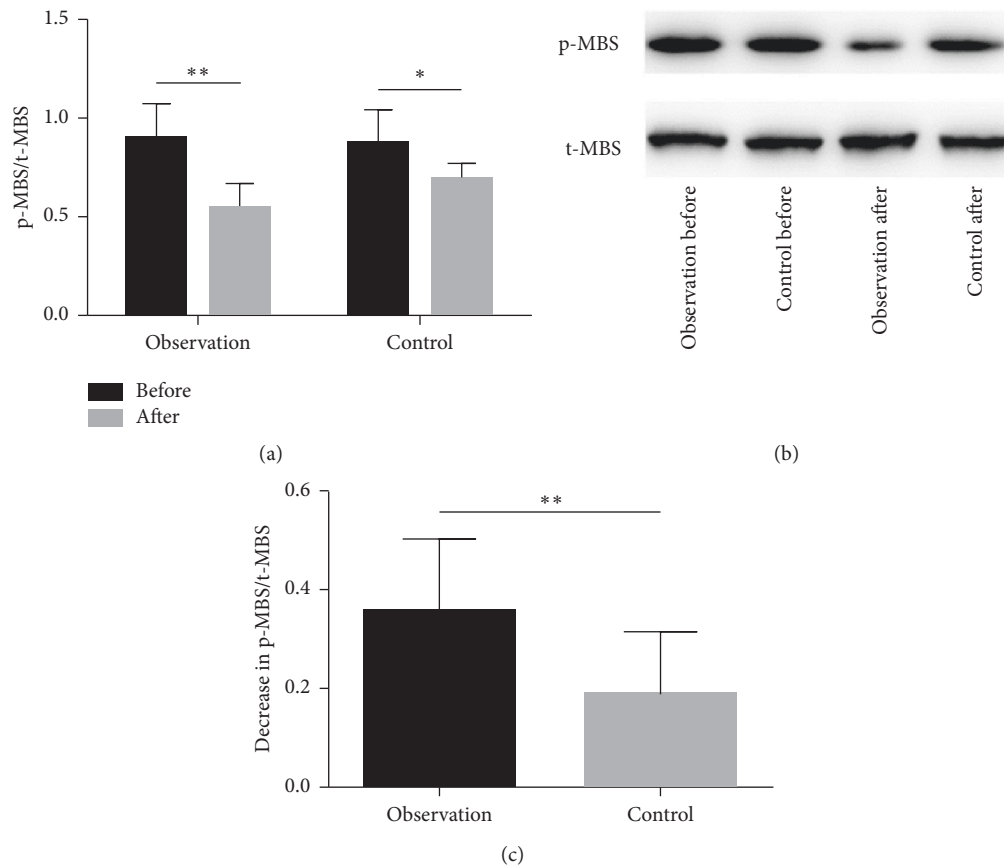 p-MBS/t-MBS
1.5
1.0
0.5
0.0
**
*
Observation
Control
Before
After
(a)
p-MBS
t-MBS
Observation before
Control before
Observation after
Control after
(b)
Decrease in p-MBS/t-MBS
0.6
0.4
0.2
0.0
**
Observation
Control
(c)